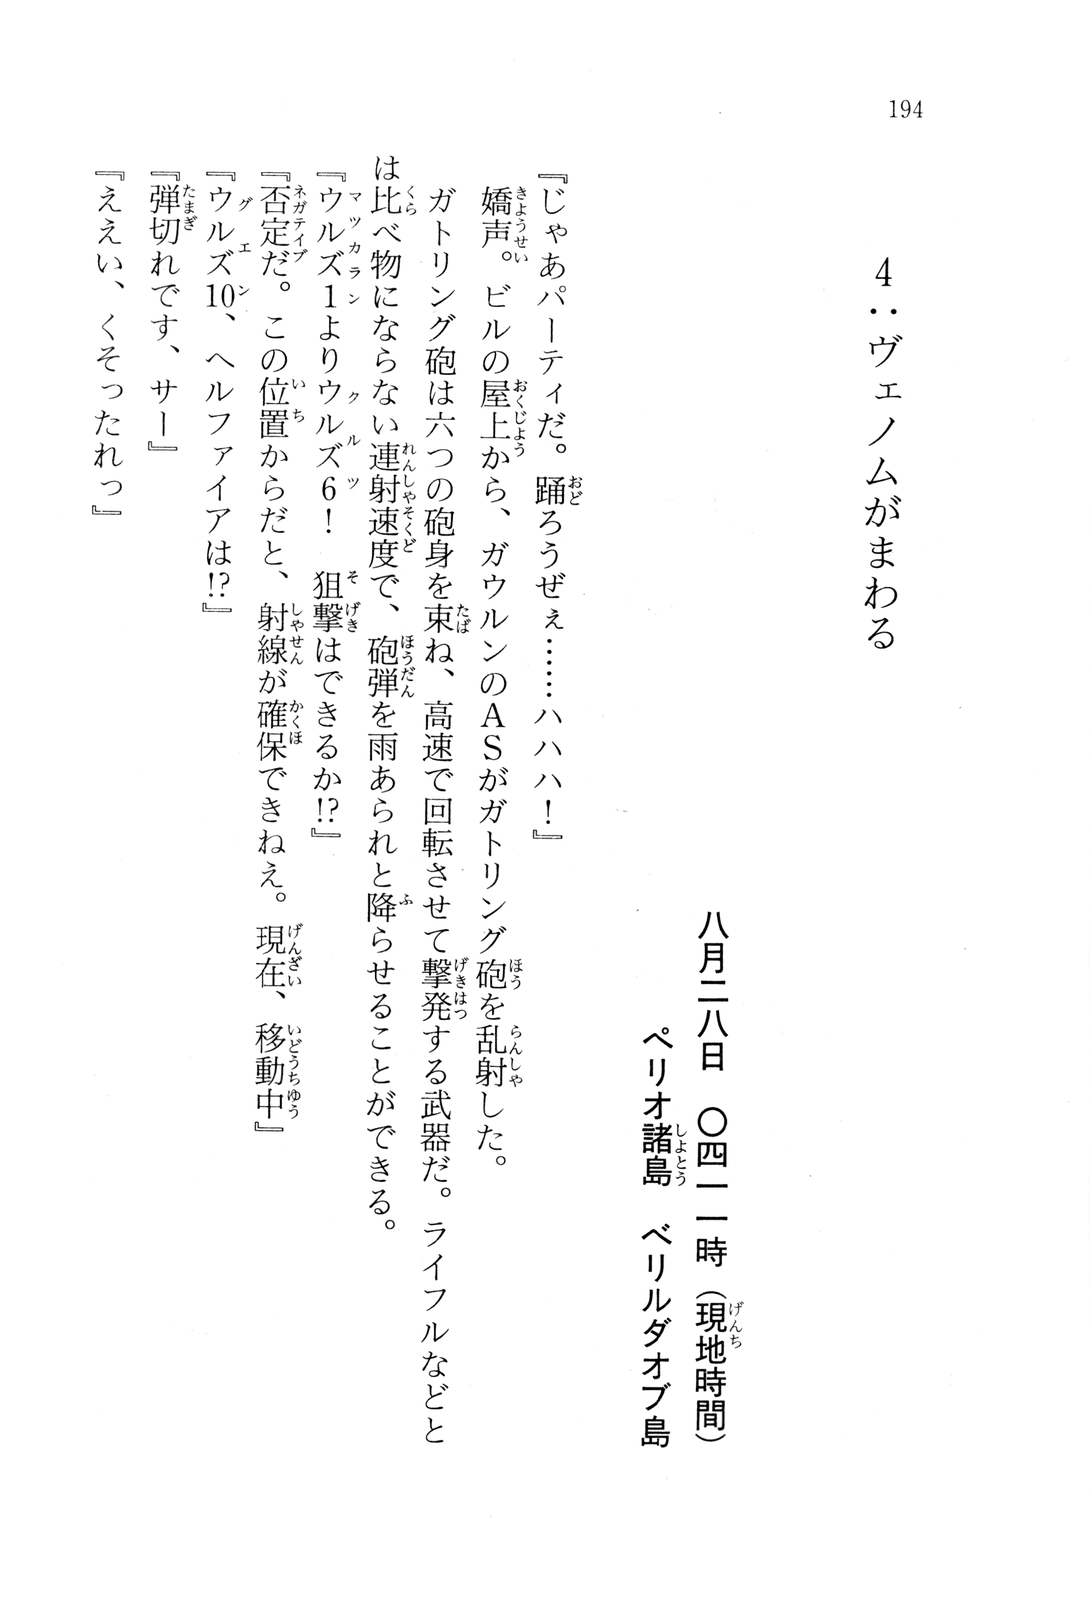 194
4：ヴェノムがまわる
八月二八日　〇四一一時（現地時間）
ペリオ諸島　ベリルダオブ島
『じゃあパーティだ。踊ろうぜぇ……ハハハ！』
嬌声。ビルの屋上から、ガウルンのASがガトリング砲を乱射した。
ガトリング砲は六つの砲身を束ね、高速で回転させて撃発する武器だ。ライフルなどと
は比べ物にならない連射速度で、砲弾を雨あられと降らせることができる。
『ウルズ1よりウルズ6！　狙撃はできるか!?』
『否定だ。この位置からだと、射線が確保できねえ。現在、移動中』
『ウルズ10、ヘルファイアは!?』
『弾切れです、サー』
『ええい、くそったれっ』